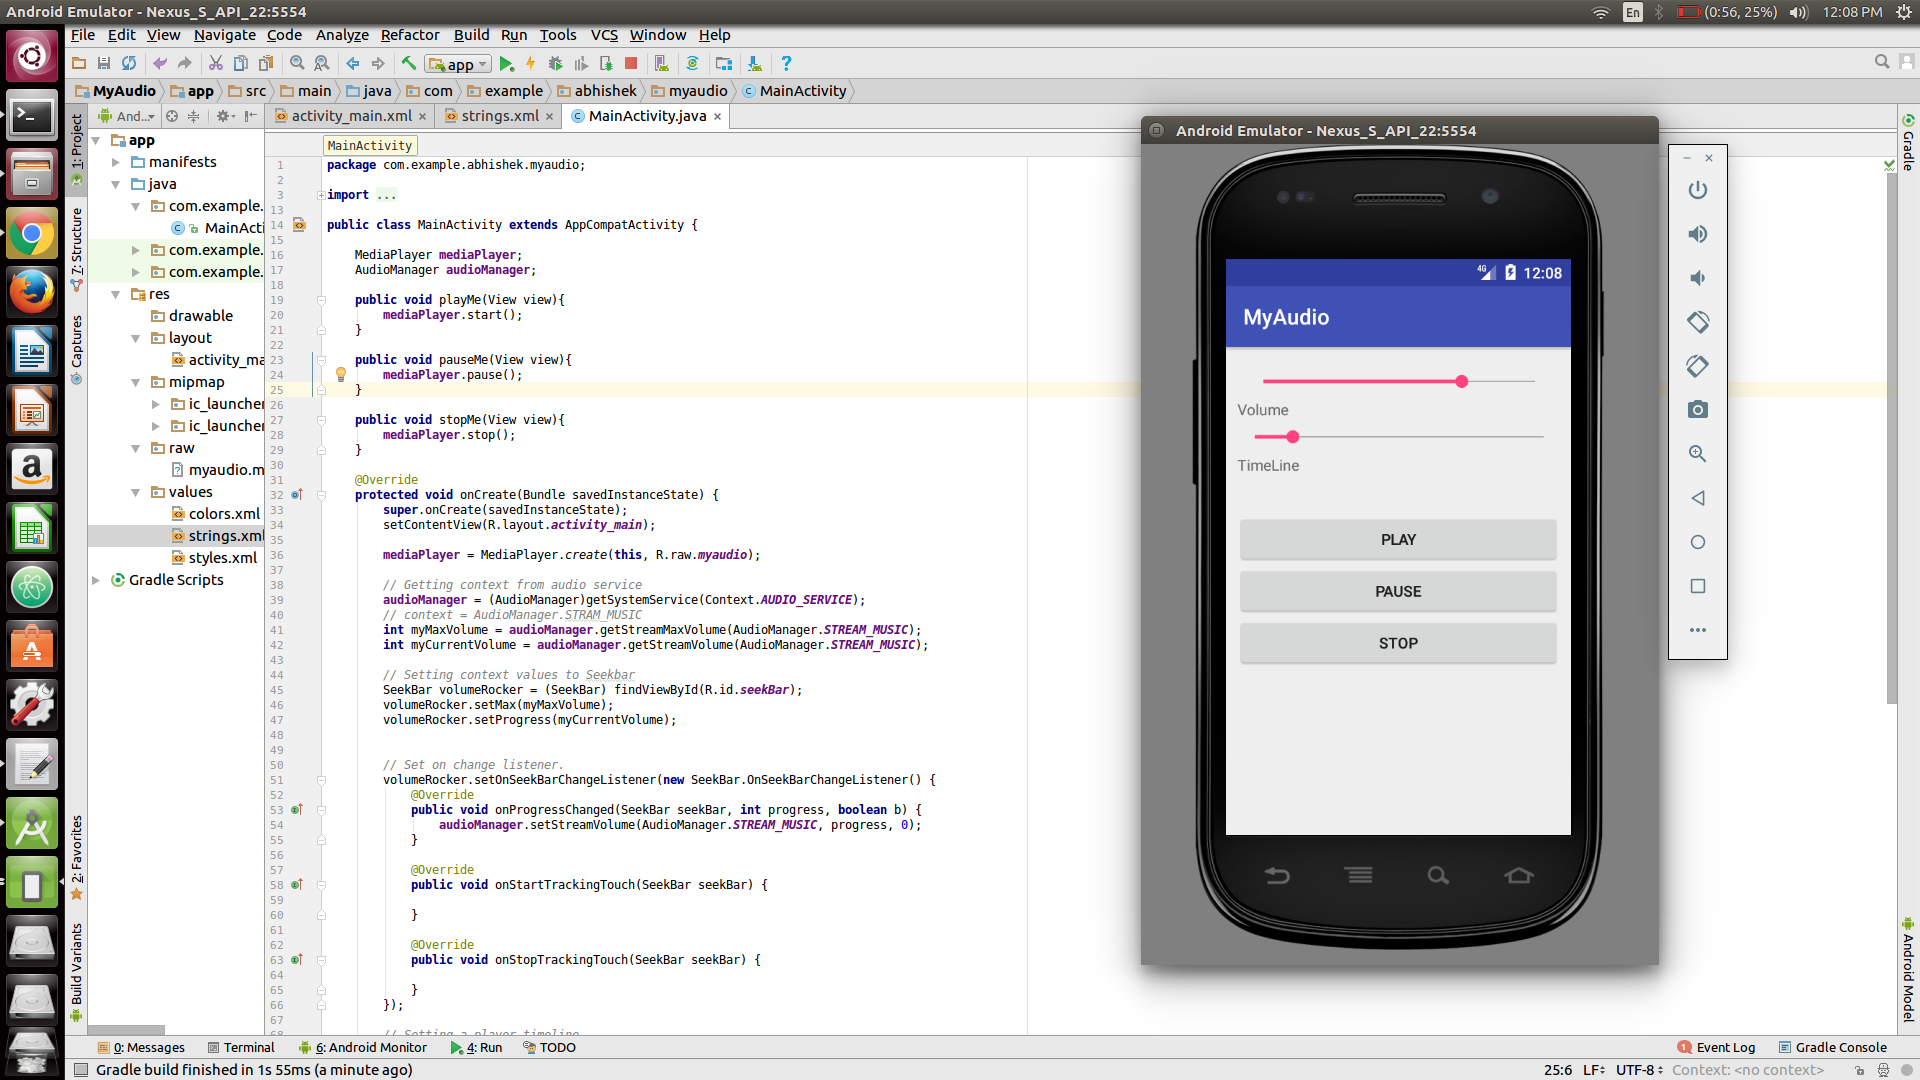 Android Emulator - Nexus_S_API_22:5554
En
(0:56, 25%)
12:08 PM
File Edit View Navigate Code Analyze Refactor Build Run Tools VCS Window Help
app
MyAudio app src main java com example abhishek myaudio MainActivity
And...
activity_main.xml
strings.xml
MainActivity.java
1: Project
7: Structure
Captures
2: Favorites
Build Variants
app
manifests
java
com.example.
MainActi
com.example.
com.example.
res
drawable
layout
activity_ma
mipmap
ic_launcher
ic_launcher
raw
myaudio.m
values
colors.xml
strings.xml
styles.xml
Gradle Scripts
MainActivity
1 package com.example.abhishek.myaudio;
2
3 import ...
13
14 public class MainActivity extends AppCompatActivity {
15
16 MediaPlayer mediaPlayer;
17 AudioManager audioManager;
18
19 public void playMe(View view){
20 mediaPlayer.start();
21 }
22
23 public void pauseMe(View view){
24 mediaPlayer.pause();
25 }
26
27 public void stopMe(View view){
28 mediaPlayer.stop();
29 }
30
31 @Override
32 protected void onCreate(Bundle savedInstanceState) {
33 super.onCreate(savedInstanceState);
34 setContentView(R.layout.activity_main);
35
36 mediaPlayer = MediaPlayer.create(this, R.raw.myaudio);
37
38 // Getting context from audio service
39 audioManager = (AudioManager)getSystemService(Context.AUDIO_SERVICE);
40 // context = AudioManager.STRAM_MUSIC
41 int myMaxVolume = audioManager.getStreamMaxVolume(AudioManager.STREAM_MUSIC);
42 int myCurrentVolume = audioManager.getStreamVolume(AudioManager.STREAM_MUSIC);
43
44 // Setting context values to Seekbar
45 SeekBar volumeRocker = (SeekBar) findViewById(R.id.seekBar);
46 volumeRocker.setMax(myMaxVolume);
47 volumeRocker.setProgress(myCurrentVolume);
48
49
50 // Set on change listener.
51 volumeRocker.setOnSeekBarChangeListener(new SeekBar.OnSeekBarChangeListener() {
52 @Override
53 public void onProgressChanged(SeekBar seekBar, int progress, boolean b) {
54 audioManager.setStreamVolume(AudioManager.STREAM_MUSIC, progress, 0);
55 }
56
57 @Override
58 public void onStartTrackingTouch(SeekBar seekBar) {
59
60 }
61
62 @Override
63 public void onStopTrackingTouch(SeekBar seekBar) {
64
65 }
66 });
67
68 // Setting a player timeline
Android Emulator - Nexus_S_API_22:5554
4G
12:08
MyAudio
Volume
TimeLine
PLAY
PAUSE
STOP
Gradle
Android Model
0: Messages
Terminal
6: Android Monitor
4: Run
TODO
1 Event Log
Gradle Console
Gradle build finished in 1s 55ms (a minute ago)
25:6 LF UTF-8 Context: <no context>